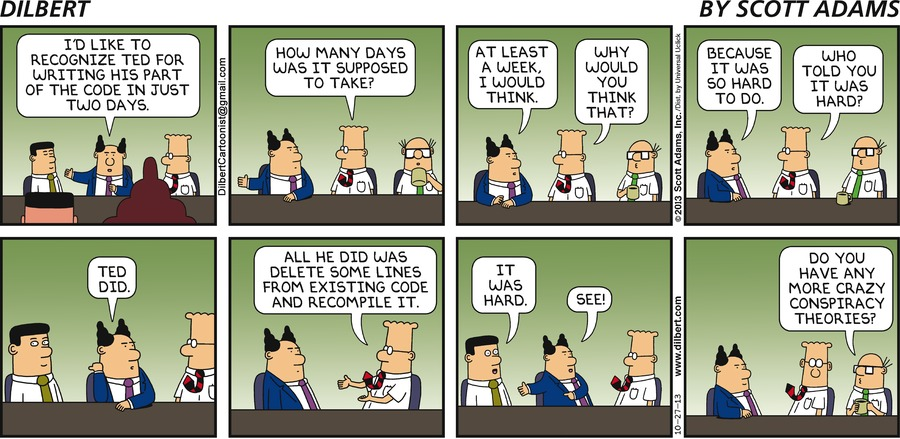 DILBERT
BY SCOTT ADAMS
I'D LIKE TO
RECOGNIZE TED FOR
WRITING HIS PART
OF THE CODE IN JUST
TWO DAYS.
DilbertCartoonist@gmail.com
HOW MANY DAYS
WAS IT SUPPOSED
TO TAKE?
AT LEAST
A WEEK,
I WOULD
THINK.
WHY
WOULD
YOU
THINK
THAT?
©2013 Scott Adams, Inc. /Dist. by Universal Uclick
BECAUSE
IT WAS
SO HARD
TO DO.
WHO
TOLD YOU
IT WAS
HARD?
TED
DID.
ALL HE DID WAS
DELETE SOME LINES
FROM EXISTING CODE
AND RECOMPILE IT.
IT
WAS
HARD.
SEE!
10-27-13 www.dilbert.com
DO YOU
HAVE ANY
MORE CRAZY
CONSPIRACY
THEORIES?